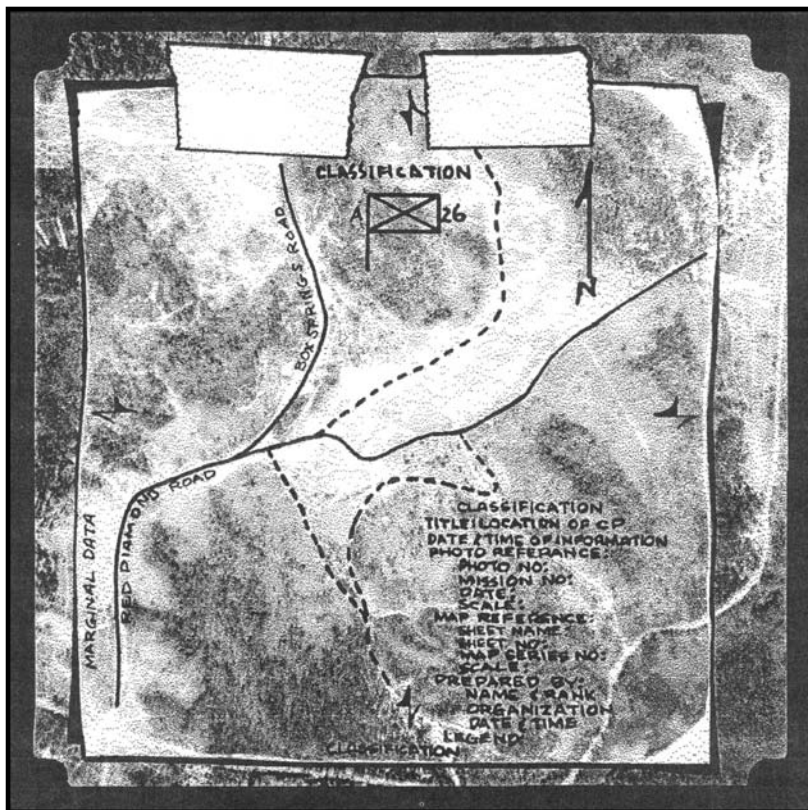 CLASSIFICATION
A 26
N
BOX STRINGS ROAD
RED DIAMOND ROAD
MARGINAL DATA
CLASSIFICATION
TITLE/LOCATION OF CP
DATE & TIME OF INFORMATION
PHOTO REFERANCE:
PHOTO NO:
MISSION NO:
DATE:
SCALE:
MAP REFERENCE:
SHEET NAME:
SHEET NO:
MAP SERIES NO:
SCALE:
PREPARED BY:
NAME & RANK
ORGANIZATION
DATE & TIME
LEGEND
CLASSIFICATION